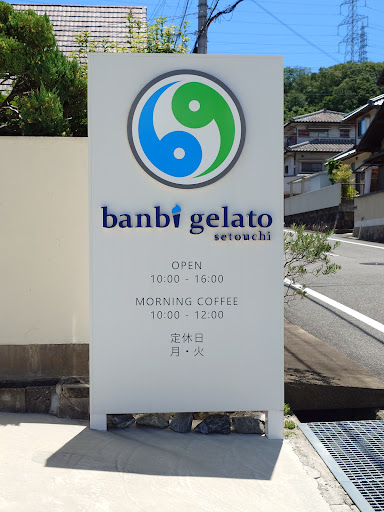 banbi gelato
setouchi
OPEN
10:00 - 16:00
MORNING COFFEE
10:00 - 12:00
定休日
月・火